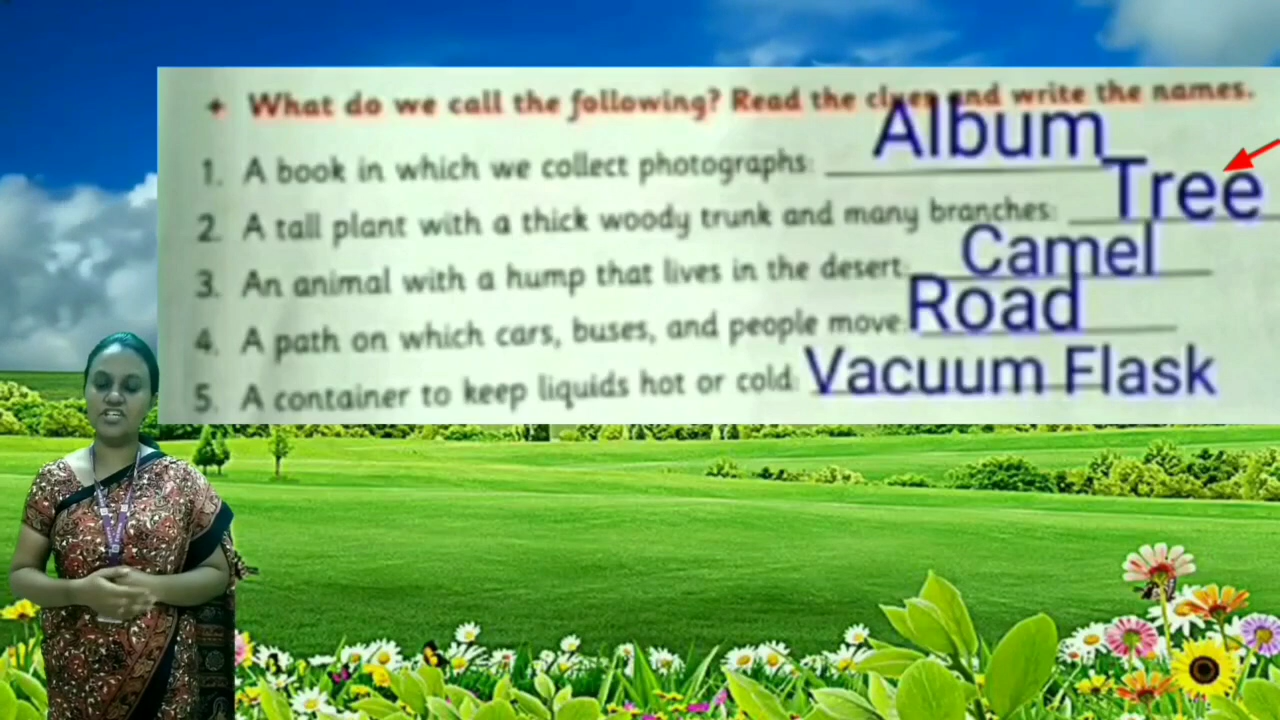 + What do we call the following? Read the clues and write the names.
1. A book in which we collect photographs: Album
2. A tall plant with a thick woody trunk and many branches: Tree
3. An animal with a hump that lives in the desert: Camel
4. A path on which cars, buses, and people move: Road
5. A container to keep liquids hot or cold: Vacuum Flask